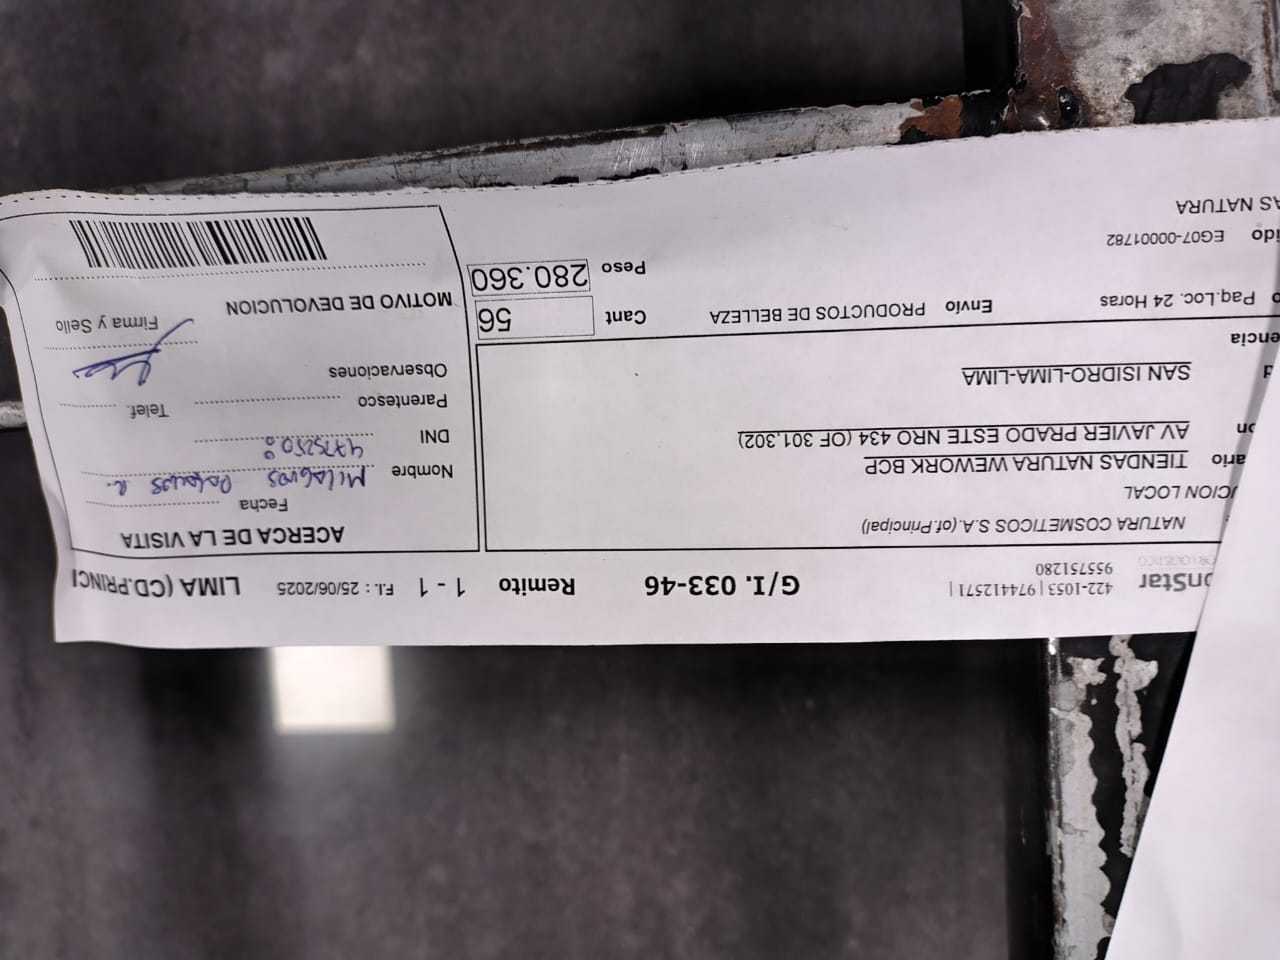 onStar 422-1053 | 974412571 | G/I. 033-46 Remito 1 - 1 F.I. : 25/06/2025 LIMA (CD.PRINCI
955751280
NATURA COSMETICOS S.A.(of.Principal)
UCION LOCAL
ario TIENDAS NATURA WEWORK BCP
on AV JAVIER PRADO ESTE NRO 434 (OF 301,302)
d SAN ISIDRO-LIMA-LIMA
encia
o Paq.Loc. 24 Horas Envío PRODUCTOS DE BELLEZA Cant 56
ido EG07-00001782 Peso 280.360
AS NATURA
ACERCA DE LA VISITA
Fecha
Nombre MILAGROS
DNI
Parentesco Telef.
Observaciones
Firma y Sello
MOTIVO DE DEVOLUCION